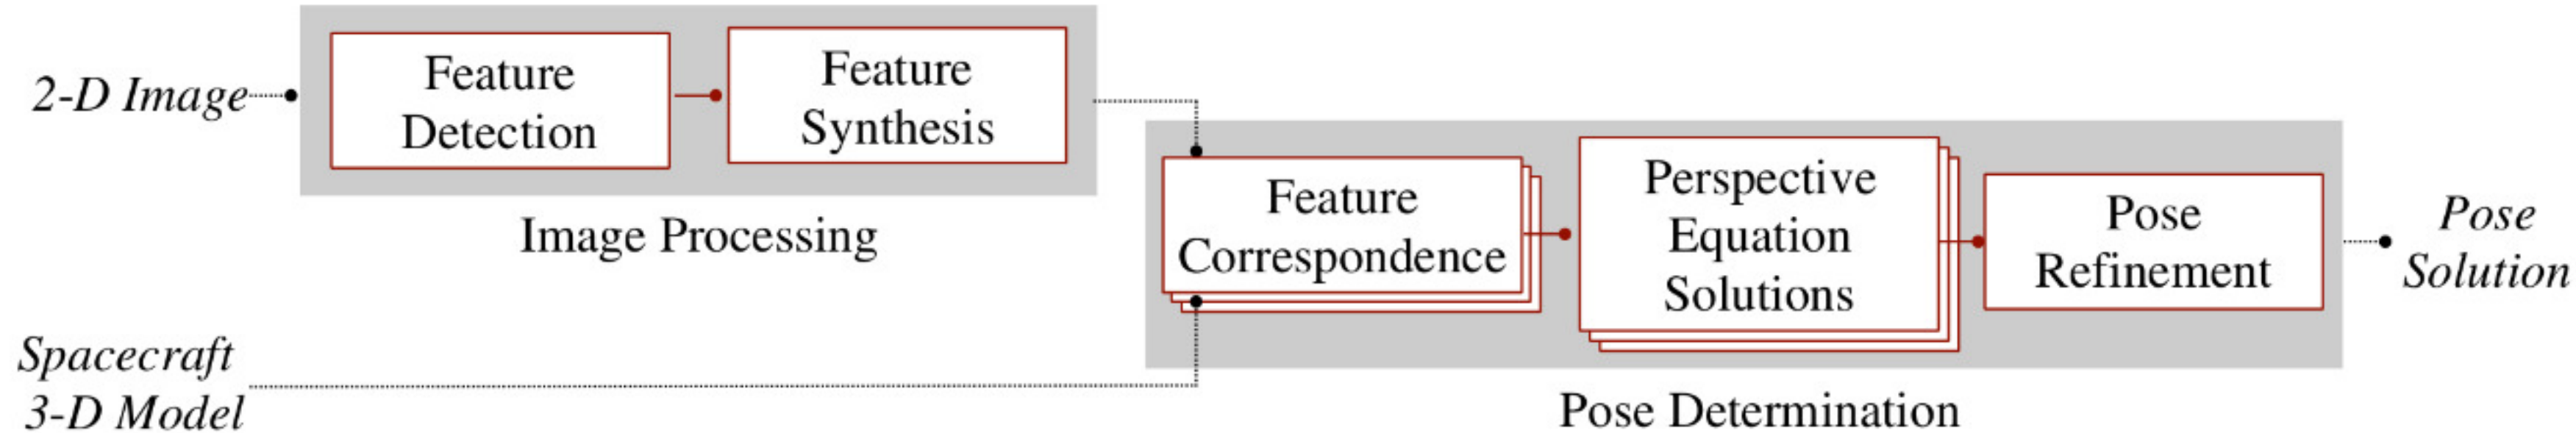 2-D Image
Feature
Detection
Feature
Synthesis
Image Processing
Spacecraft
3-D Model
Feature
Correspondence
Perspective
Equation
Solutions
Pose
Refinement
Pose Determination
Pose
Solution